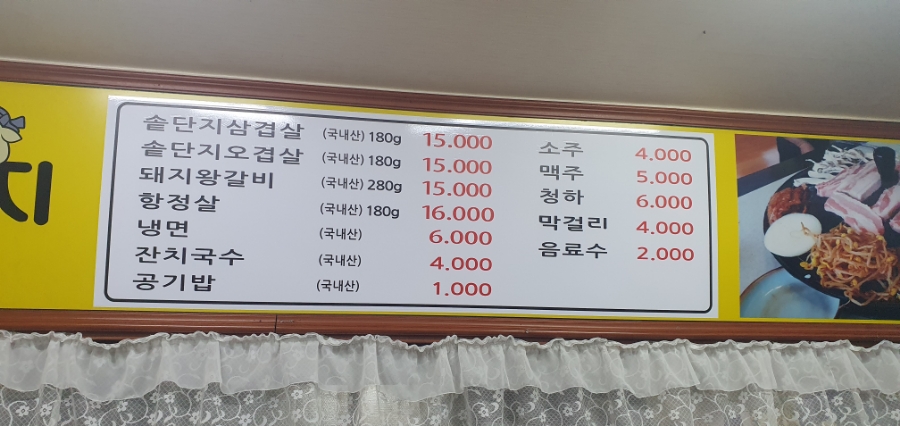 지
솥단지삼겹살 (국내산) 180g 15.000
솥단지오겹살 (국내산) 180g 15.000
돼지왕갈비 (국내산) 280g 15.000
항정살 (국내산) 180g 16.000
냉면 (국내산) 6.000
잔치국수 (국내산) 4.000
공기밥 (국내산) 1.000
소주 4.000
맥주 5.000
청하 6.000
막걸리 4.000
음료수 2.000